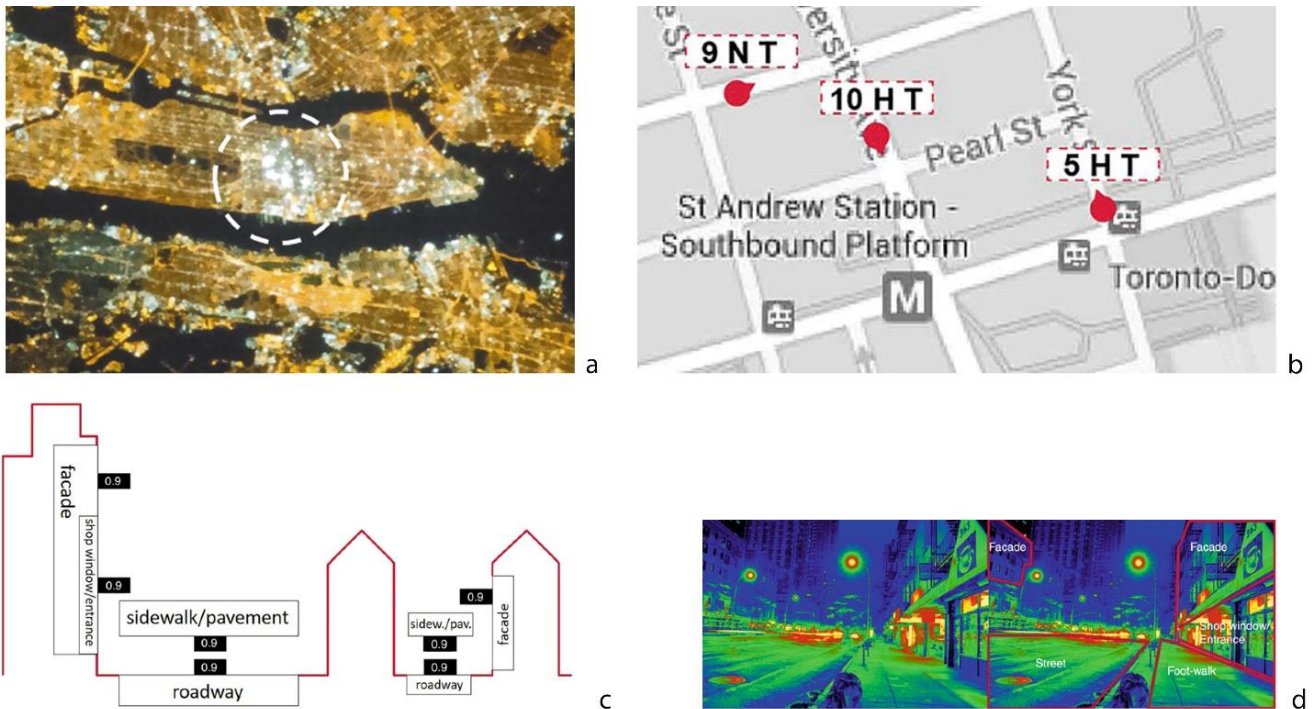 a
e St
ersity
9 N T
10 H T
York S
Pearl St
5 H T
St Andrew Station -
Southbound Platform
M
Toronto-Do
b
facade
shop window/entrance
0.9
0.9
sidewalk/pavement
0.9
0.9
roadway
sidew./pav.
0.9
0.9
0.9
facade
roadway
c
Facade
Facade
Shop window/
Entrance
Street
Foot-walk
d